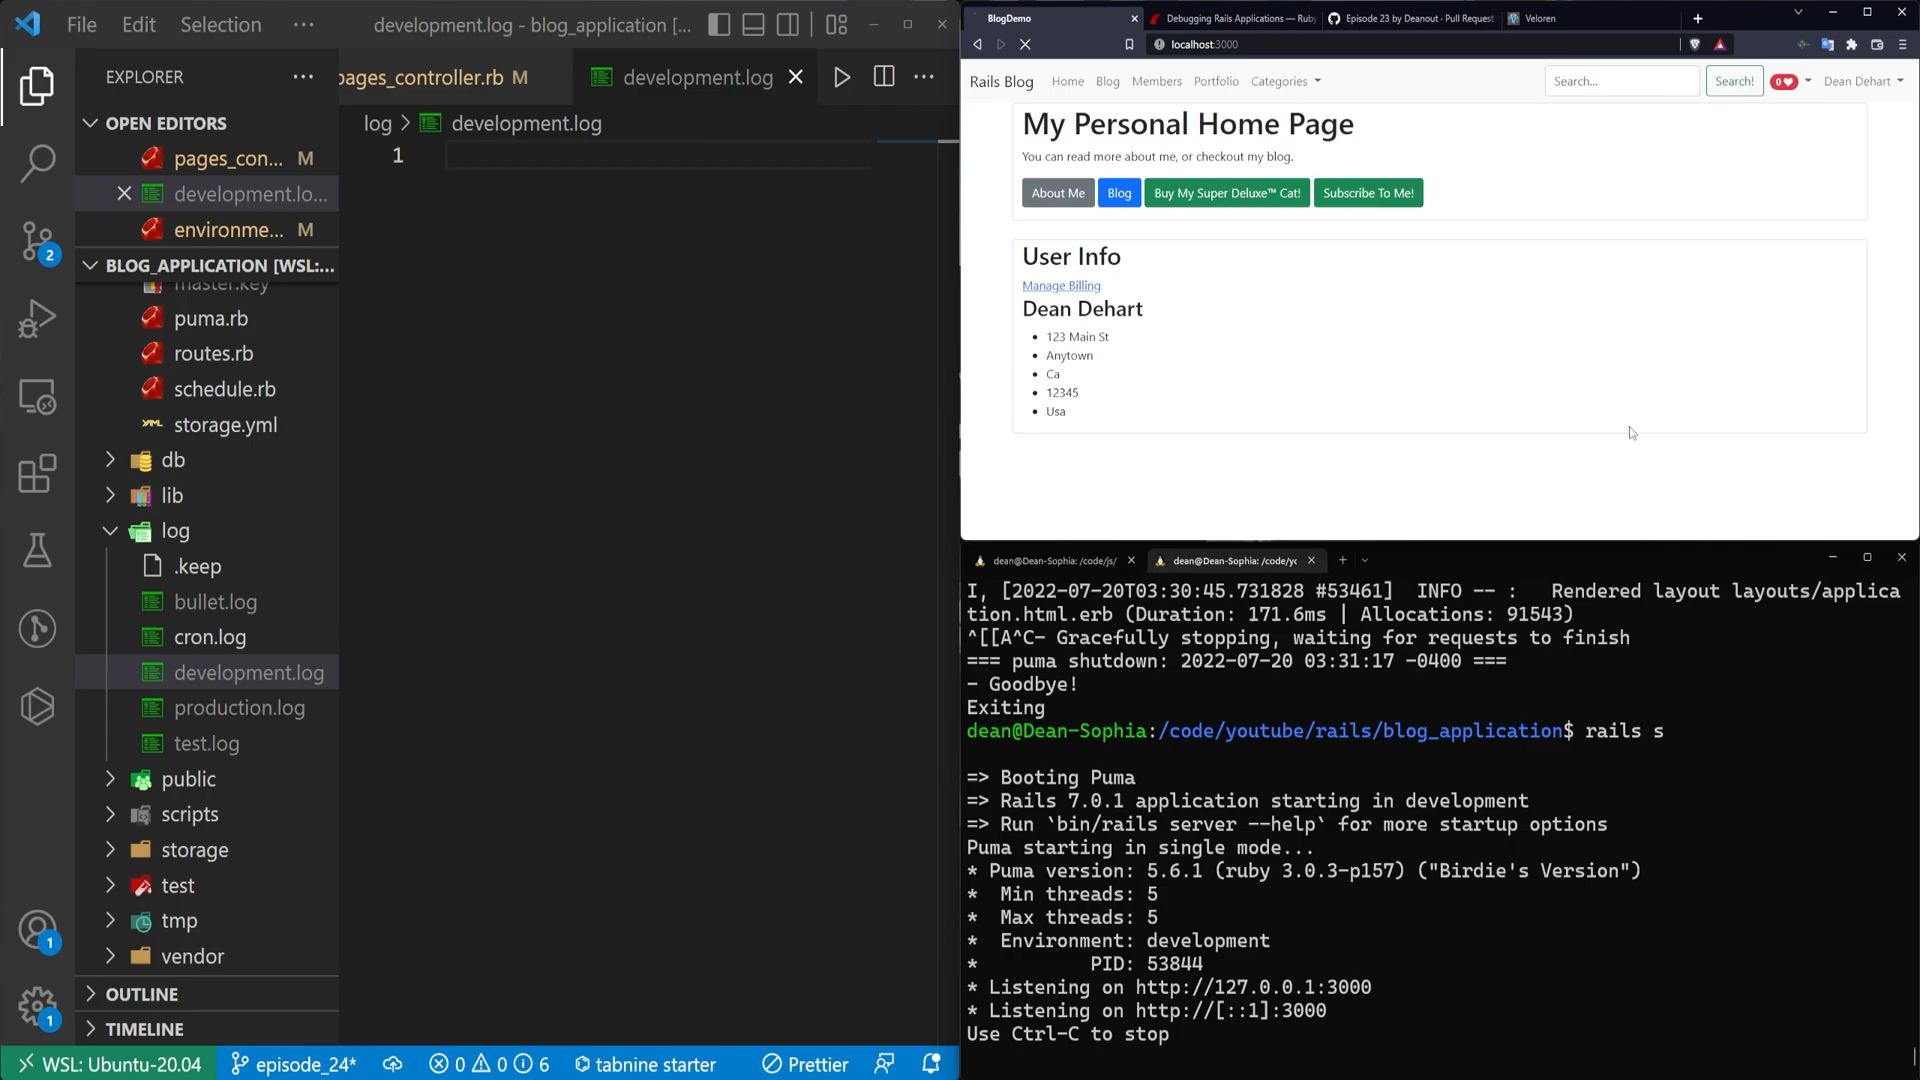 File Edit Selection ··· development.log - blog_application [...
EXPLORER ···
OPEN EDITORS
pages_con... M
development.lo...
environme... M
BLOG_APPLICATION [WSL:...
master.key
puma.rb
routes.rb
schedule.rb
storage.yml
db
lib
log
.keep
bullet.log
cron.log
development.log
production.log
test.log
public
scripts
storage
test
tmp
vendor
OUTLINE
TIMELINE
2
1
1
pages_controller.rb M development.log
log > development.log
1
WSL: Ubuntu-20.04 episode_24* 0 0 6 tabnine starter Prettier
BlogDemo Debugging Rails Applications — Ruby Episode 23 by Deanout · Pull Request Veloren
localhost:3000
Rails Blog Home Blog Members Portfolio Categories Search... Search! 0 Dean Dehart
My Personal Home Page
You can read more about me, or checkout my blog.
About Me Blog Buy My Super Deluxe™ Cat! Subscribe To Me!
User Info
Manage Billing
Dean Dehart
123 Main St
Anytown
Ca
12345
Usa
dean@Dean-Sophia: /code/js/ dean@Dean-Sophia: /code/yo
I, [2022-07-20T03:30:45.731828 #53461]  INFO -- :   Rendered layout layouts/applica
tion.html.erb (Duration: 171.6ms | Allocations: 91543)
^[[A^C- Gracefully stopping, waiting for requests to finish
=== puma shutdown: 2022-07-20 03:31:17 -0400 ===
- Goodbye!
Exiting
dean@Dean-Sophia:/code/youtube/rails/blog_application$ rails s
=> Booting Puma
=> Rails 7.0.1 application starting in development
=> Run `bin/rails server --help` for more startup options
Puma starting in single mode...
* Puma version: 5.6.1 (ruby 3.0.3-p157) ("Birdie's Version")
*  Min threads: 5
*  Max threads: 5
*  Environment: development
*          PID: 53844
* Listening on http://127.0.0.1:3000
* Listening on http://[::1]:3000
Use Ctrl-C to stop